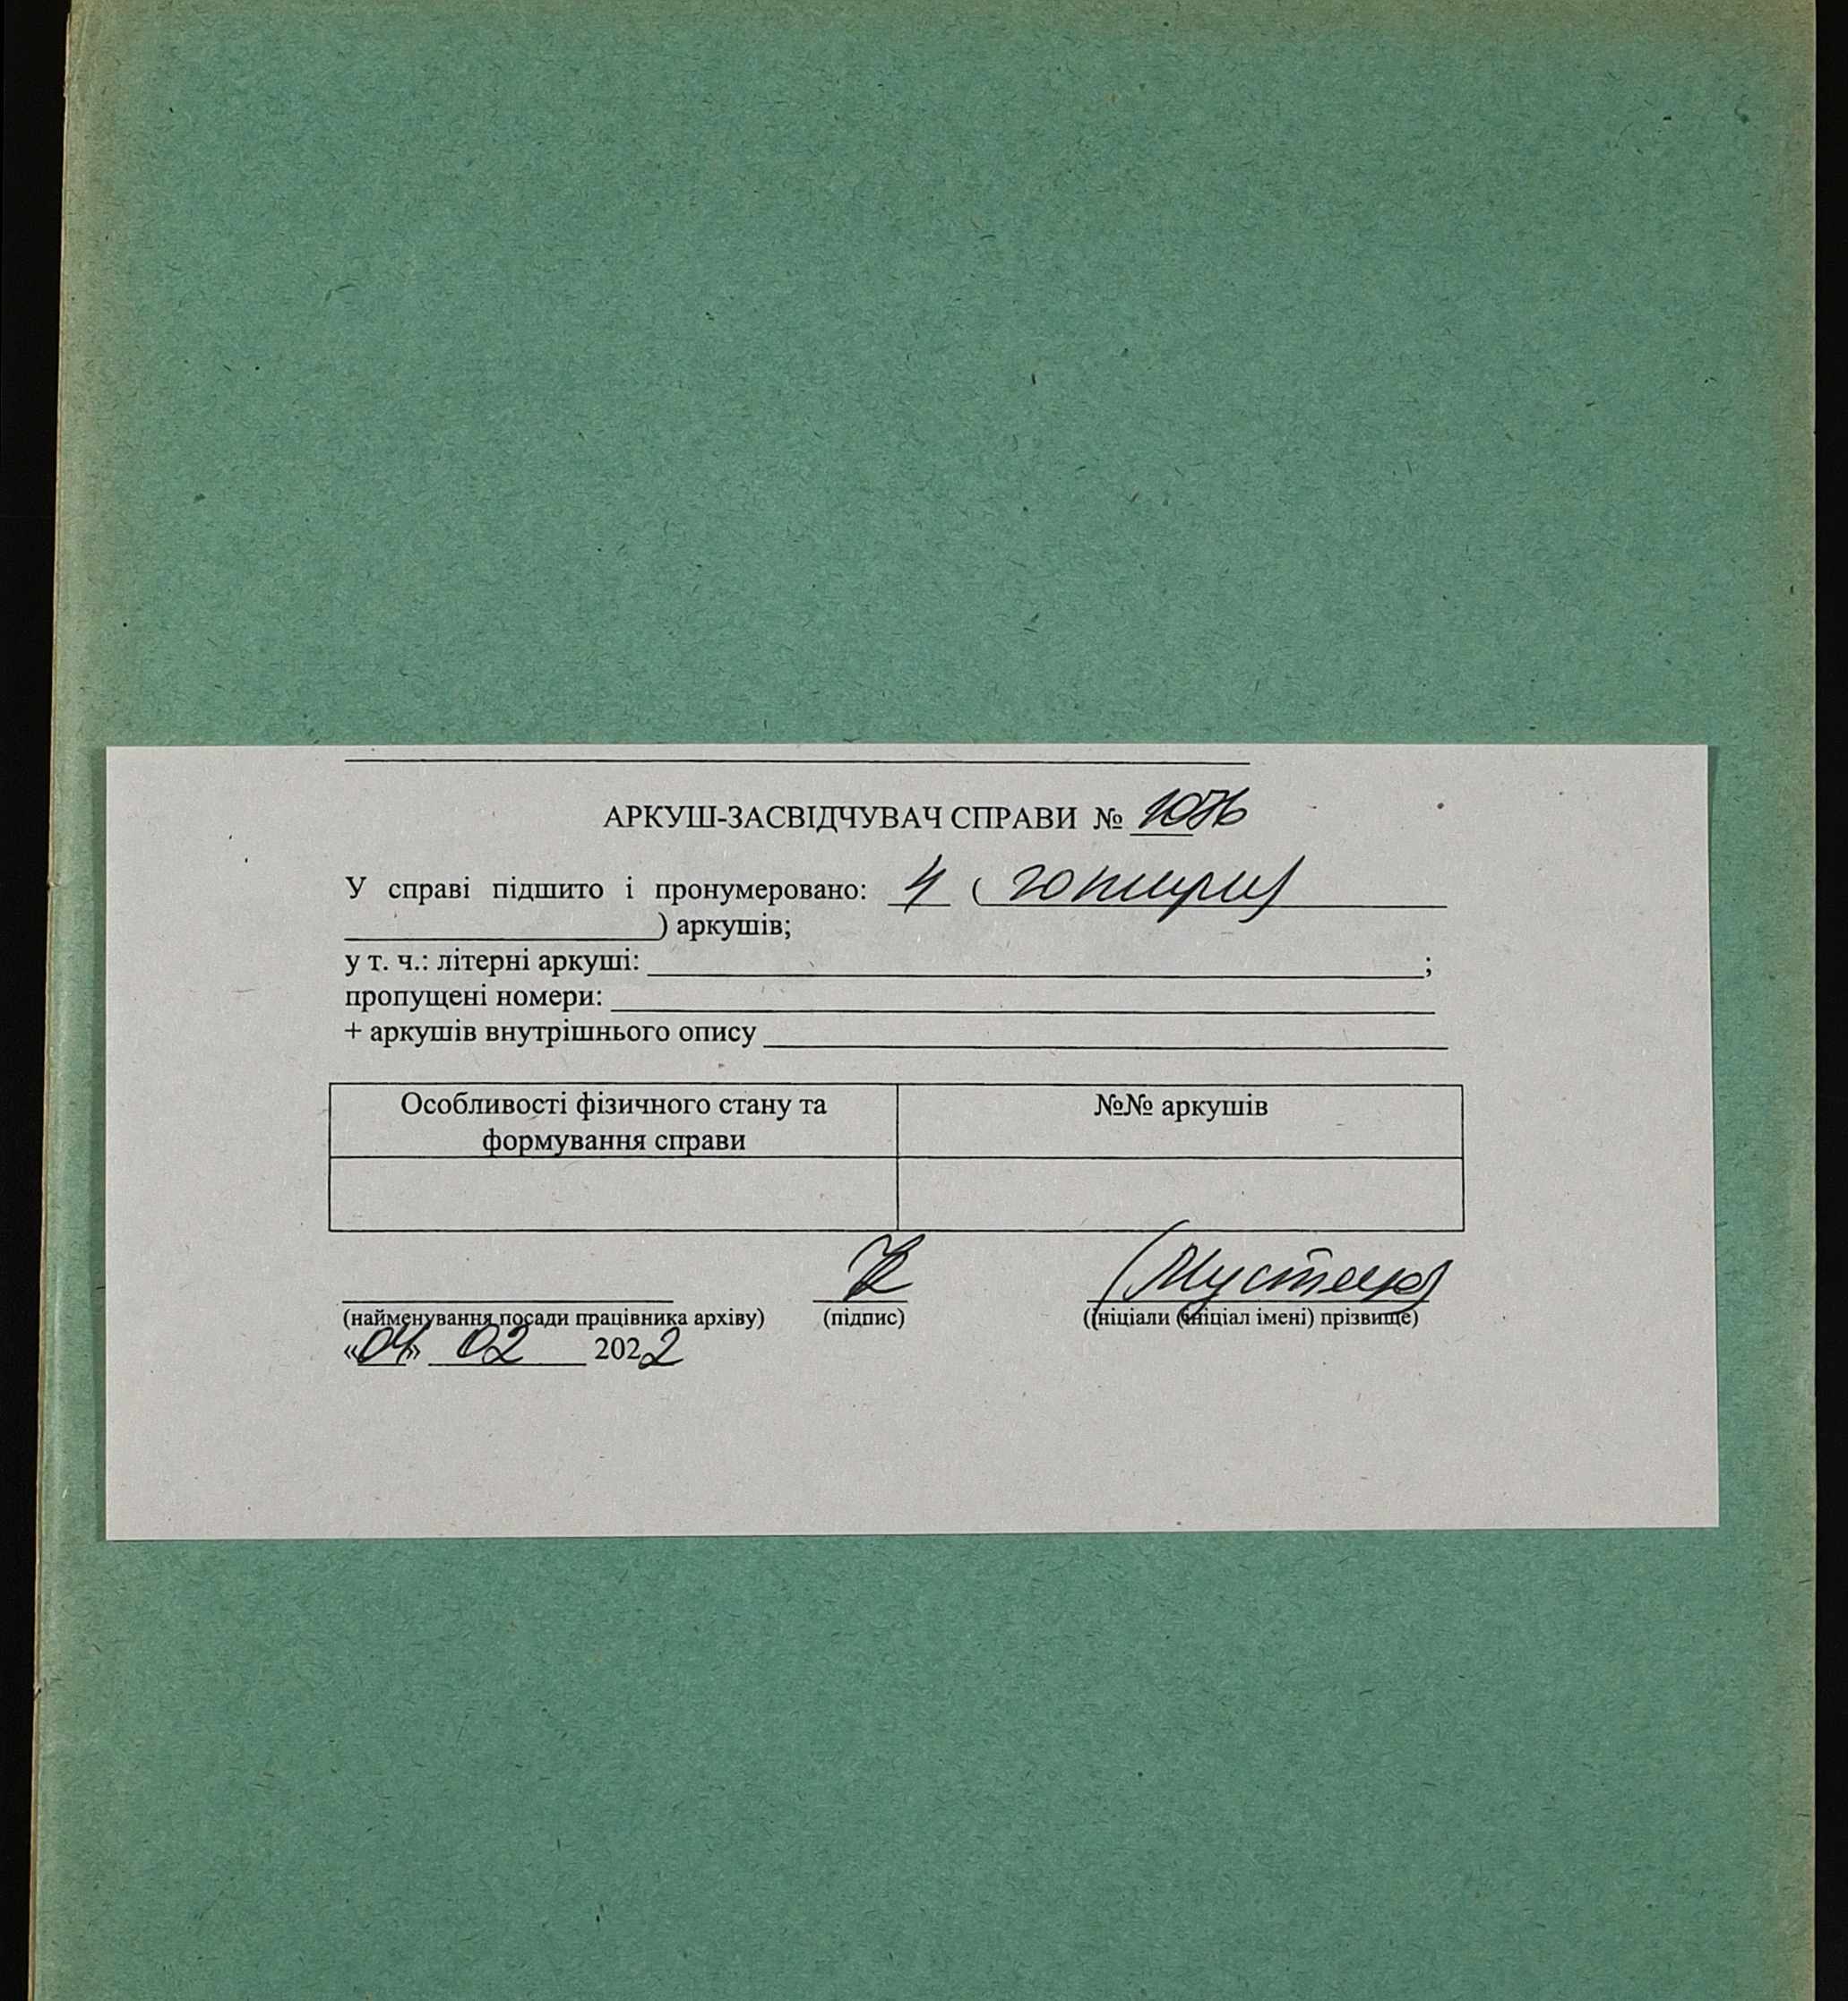 АРКУШ-ЗАСВІДЧУВАЧ СПРАВИ № 1076
У справі підшито і пронумеровано: 4 (чотири
) аркушів;
у т. ч.: літерні аркуші: ;
пропущені номери:
+ аркушів внутрішнього опису
Особливості фізичного стану та
формування справи
№№ аркушів
(найменування посади працівника архіву) (підпис) (ініціали (ініціал імені) прізвище)
«04» 02 2022